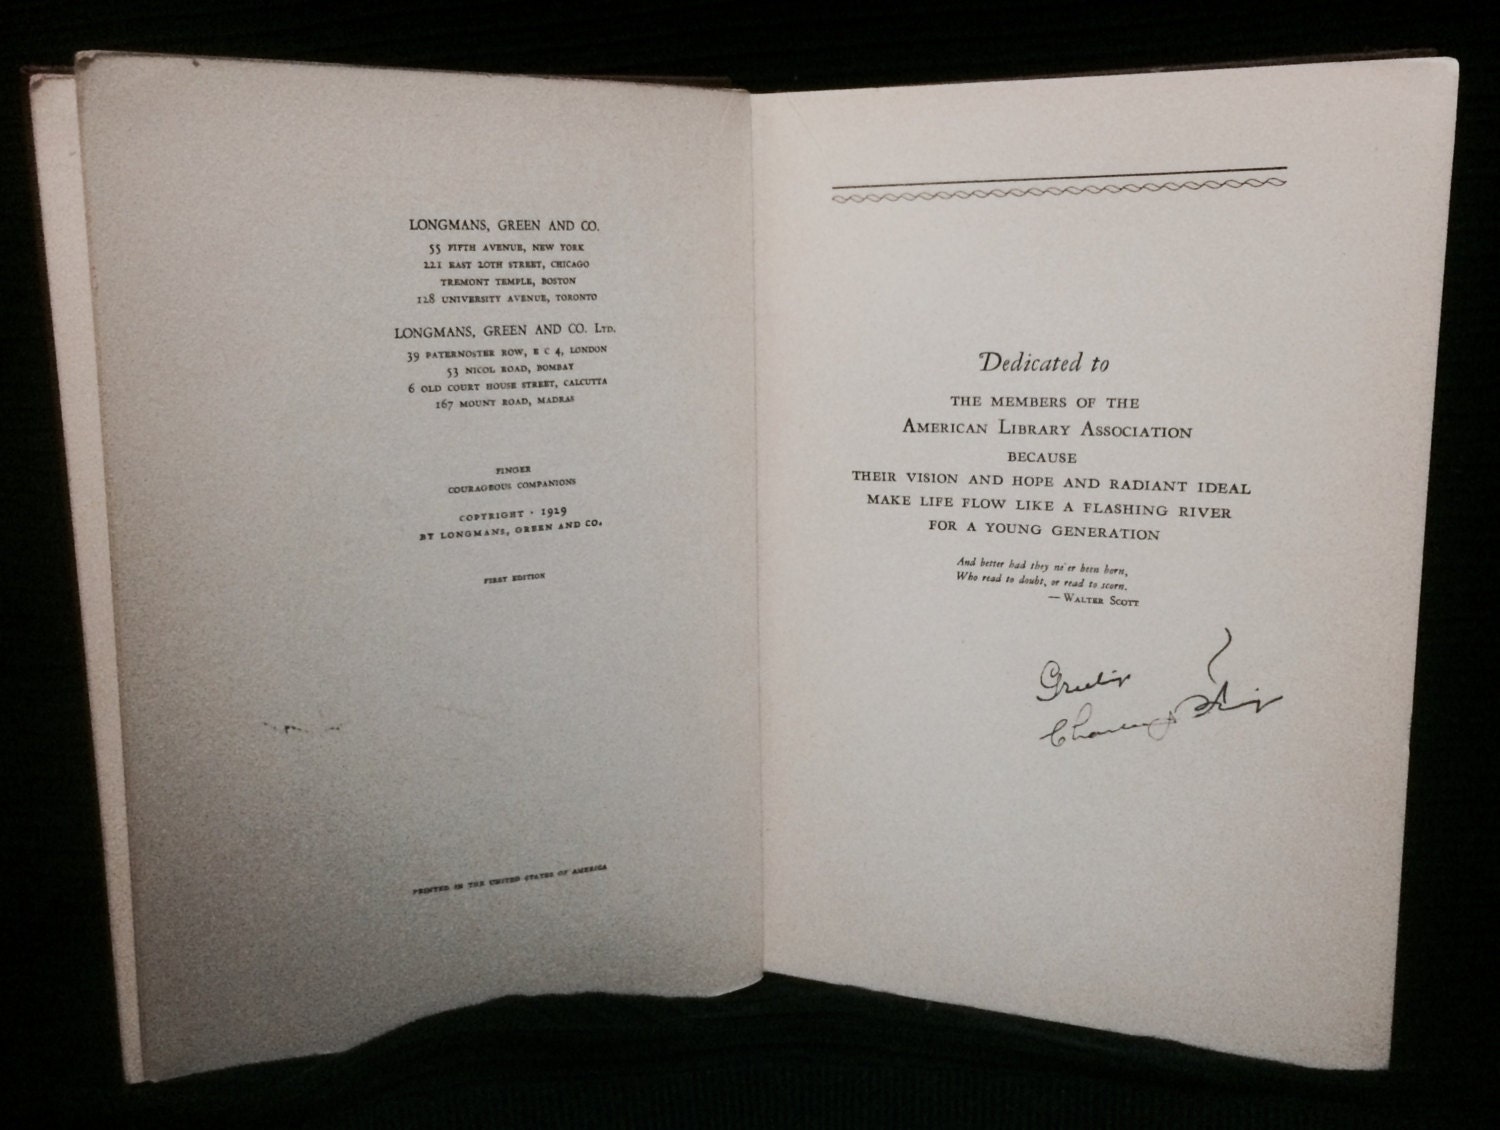 LONGMANS, GREEN AND CO.
55 FIFTH AVENUE, NEW YORK
221 EAST 20TH STREET, CHICAGO
TREMONT TEMPLE, BOSTON
128 UNIVERSITY AVENUE, TORONTO
LONGMANS, GREEN AND CO. LTD.
39 PATERNOSTER ROW, E C 4, LONDON
53 NICOL ROAD, BOMBAY
6 OLD COURT HOUSE STREET, CALCUTTA
167 MOUNT ROAD, MADRAS
FINGER
COURAGEOUS COMPANIONS
COPYRIGHT · 1929
BY LONGMANS, GREEN AND CO.
FIRST EDITION
PRINTED IN THE UNITED STATES OF AMERICA
Dedicated to
THE MEMBERS OF THE
AMERICAN LIBRARY ASSOCIATION
BECAUSE
THEIR VISION AND HOPE AND RADIANT IDEAL
MAKE LIFE FLOW LIKE A FLASHING RIVER
FOR A YOUNG GENERATION
And better had they ne'er been born,
Who read to doubt, or read to scorn.
— WALTER SCOTT
Charles J